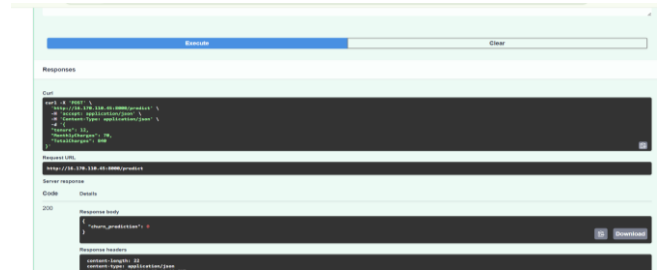 Execute
Clear
Responses
Curl
curl -X 'POST' \
'http://16.170.110.41:8000/predict' \
-H 'accept: application/json' \
-H 'Content-Type: application/json' \
-d '{
"tenure": 12,
"MonthlyCharges": 70,
"TotalCharges": 840
}'
Request URL
http://16.170.110.41:8000/predict
Server response
Code Details
200
Response body
{
"churn_prediction": 0
}
Download
Response headers
content-length: 22
content-type: application/json